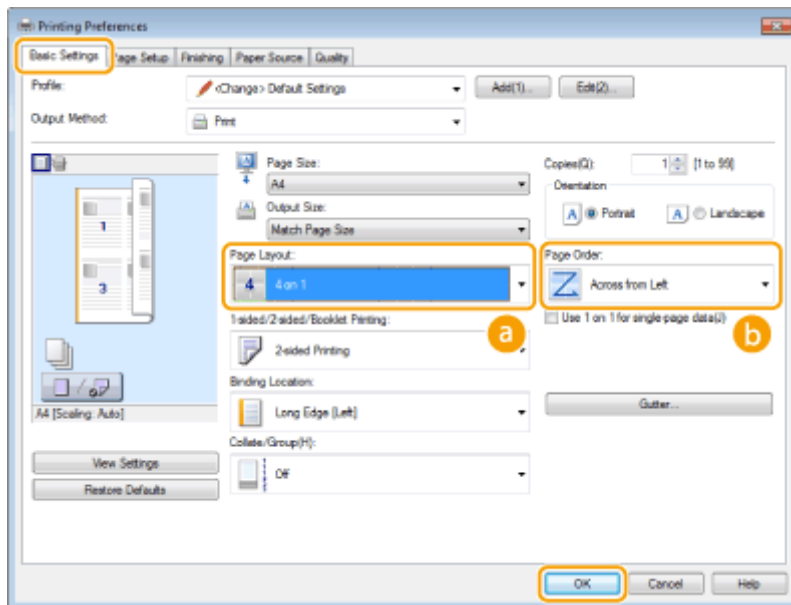 Printing Preferences
Basic Settings Page Setup Finishing Paper Source Quality
Profile: <Change> Default Settings Add(1)... Edit(2)...
Output Method: Print
Page Size:
A4
Output Size:
Match Page Size
Copies(Q): 1 [1 to 99]
Orientation
A Portrait A Landscape
1
3
Page Layout:
4 4 on 1
a
Page Order:
Across from Left
b
Use 1 on 1 for single-page data(J)
1-sided/2-sided/Booklet Printing:
2-sided Printing
Binding Location:
Long Edge [Left]
Gutter...
A4 [Scaling: Auto]
Collate/Group(H):
Off
View Settings
Restore Defaults
OK Cancel Help